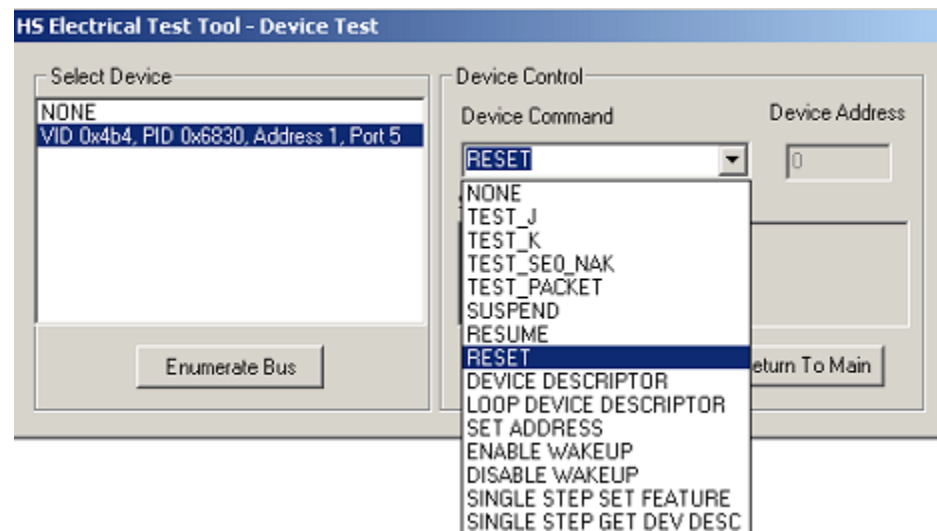 HS Electrical Test Tool - Device Test
Select Device
NONE
VID 0x4b4, PID 0x6830, Address 1, Port 5
Enumerate Bus
Device Control
Device Command
Device Address
RESET
0
NONE
TEST_J
TEST_K
TEST_SE0_NAK
TEST_PACKET
SUSPEND
RESUME
RESET
DEVICE DESCRIPTOR
LOOP DEVICE DESCRIPTOR
SET ADDRESS
ENABLE WAKEUP
DISABLE WAKEUP
SINGLE STEP SET FEATURE
SINGLE STEP GET DEV DESC
eturn To Main